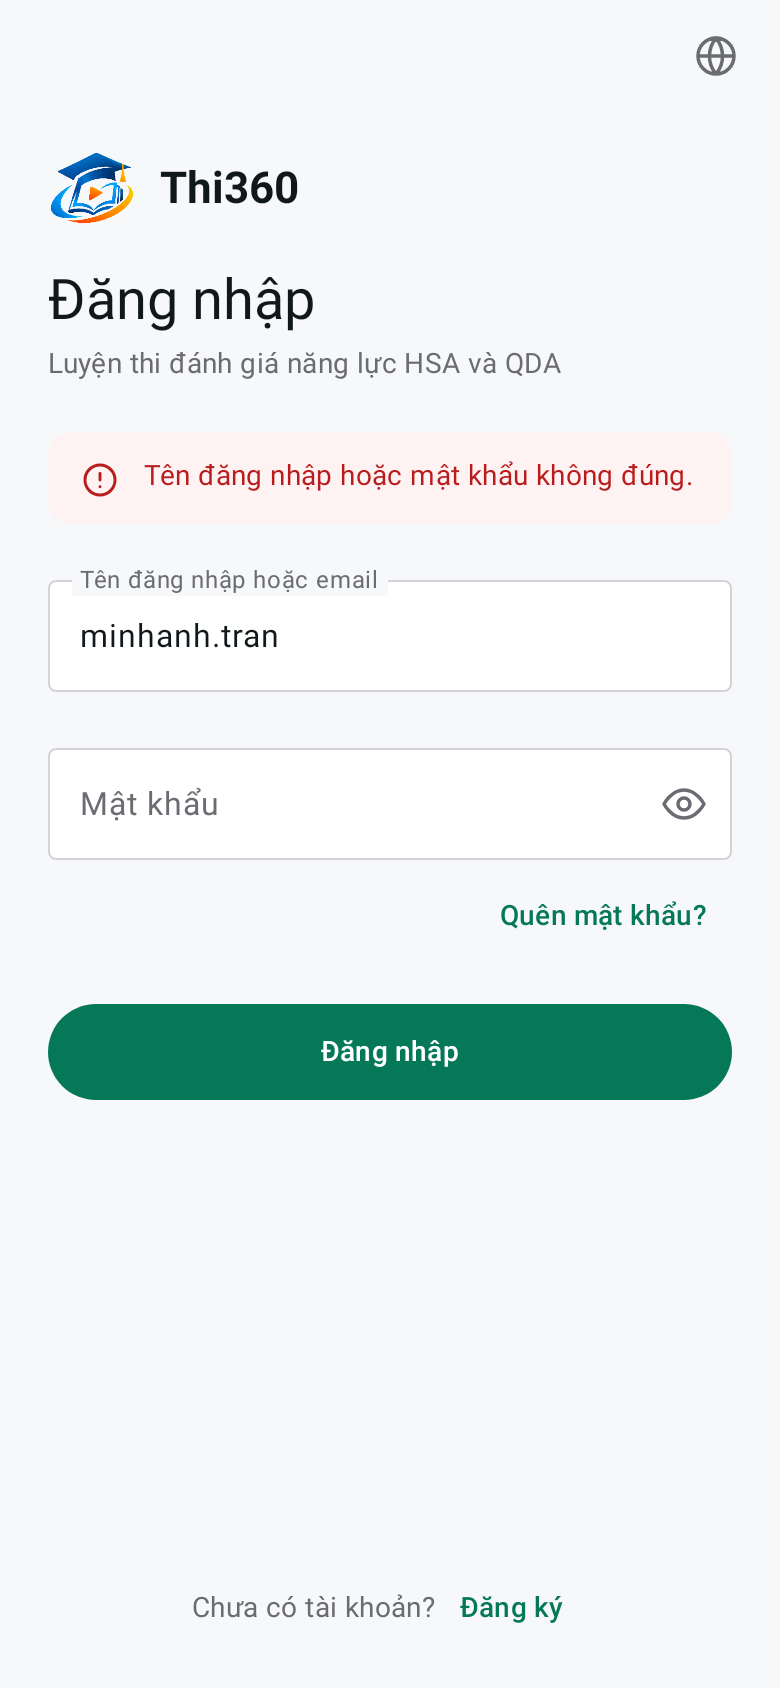 Thi360
Đăng nhập
Luyện thi đánh giá năng lực HSA và QDA
Tên đăng nhập hoặc mật khẩu không đúng.
Tên đăng nhập hoặc email
minhanh.tran
Mật khẩu
Quên mật khẩu?
Đăng nhập
Chưa có tài khoản? Đăng ký